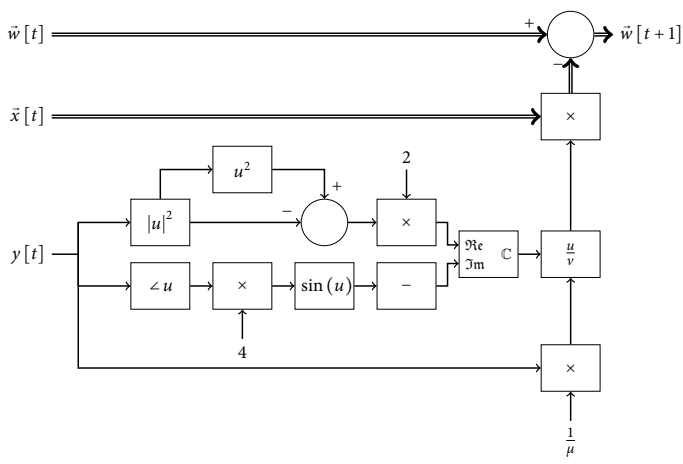 w⃗ [t]
+
w⃗ [t+1]
−
x⃗ [t]
×
u²
2
+
|u|²
−
×
y [t]
ℜe
ℑm
ℂ
u/v
∠u
×
sin (u)
−
4
×
1/μ